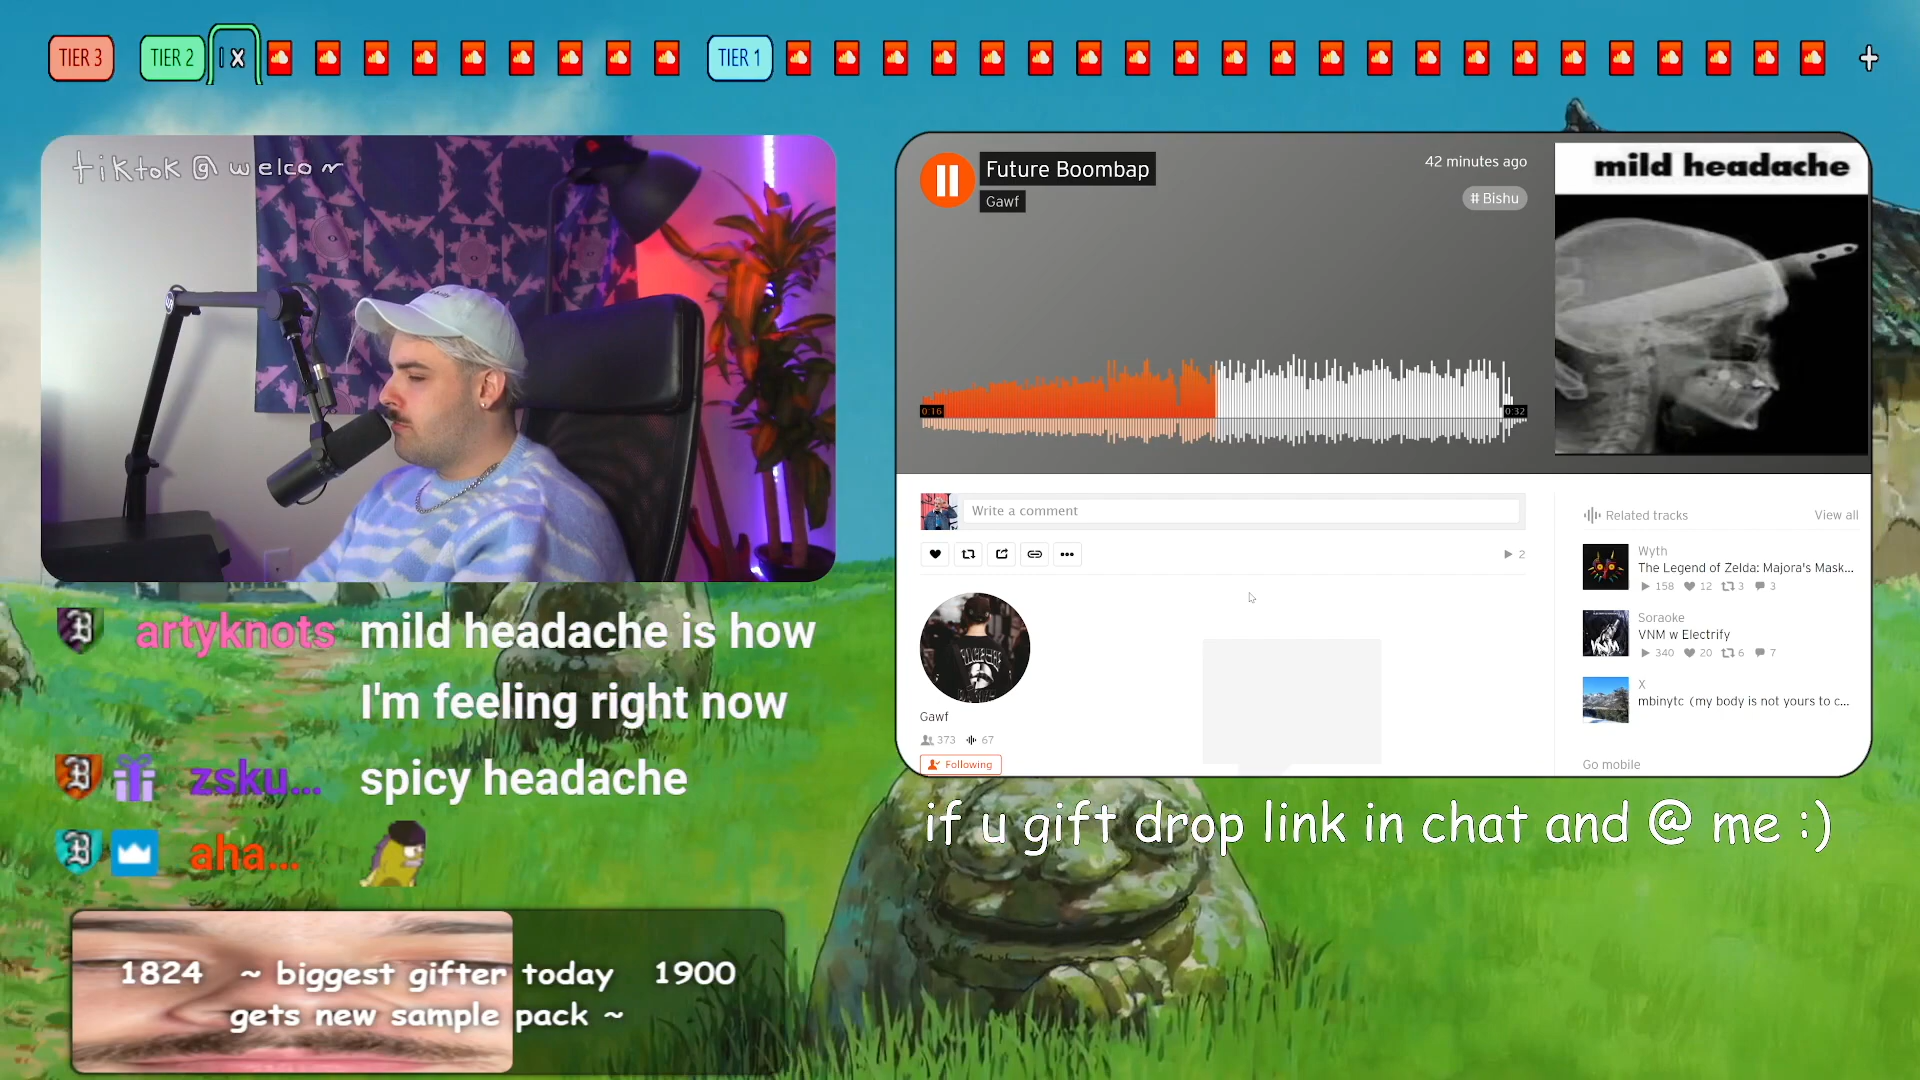 TIER 3
TIER 2
X
TIER 1
+
tiktok @ welco
Future Boombap
Gawf
42 minutes ago
# Bishu
0:16
0:32
mild headache
Write a comment
2
Gawf
373
67
Following
Related tracks
View all
Wyth
The Legend of Zelda: Majora's Mask...
158 12 3 3
Soraoke
VNM w Electrify
340 20 6 7
X
mbinytc (my body is not yours to c...
Go mobile
artyknots mild headache is how
I'm feeling right now
zsku... spicy headache
aha...
if u gift drop link in chat and @ me :)
1824 ~ biggest gifter today 1900
gets new sample pack ~